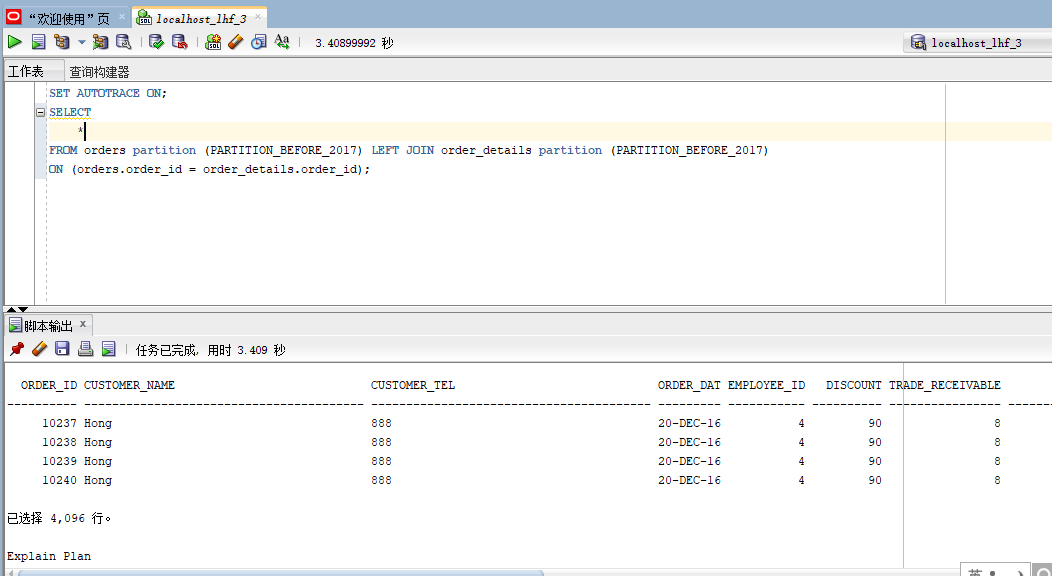 “欢迎使用”页 localhost_lhf_3
3.40899992 秒 localhost_lhf_3
工作表 查询构建器
SET AUTOTRACE ON;
SELECT
*
FROM orders partition (PARTITION_BEFORE_2017) LEFT JOIN order_details partition (PARTITION_BEFORE_2017)
ON (orders.order_id = order_details.order_id);
脚本输出
任务已完成, 用时 3.409 秒
ORDER_ID CUSTOMER_NAME CUSTOMER_TEL ORDER_DAT EMPLOYEE_ID DISCOUNT TRADE_RECEIVABLE
10237 Hong 888 20-DEC-16 4 90 8
10238 Hong 888 20-DEC-16 4 90 8
10239 Hong 888 20-DEC-16 4 90 8
10240 Hong 888 20-DEC-16 4 90 8
已选择 4,096 行。
Explain Plan